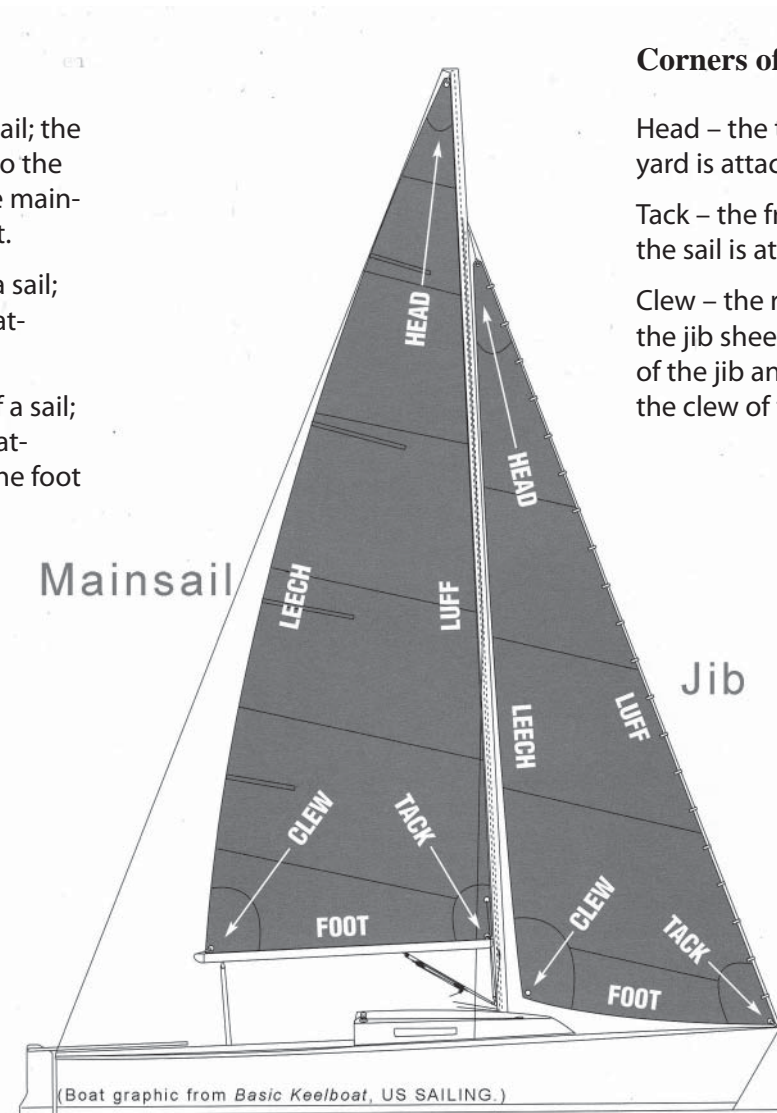 ail; the
o the
e main-
t.
a sail;
at-
f a sail;
at-
he foot
Corners of
Head – the t
yard is attac
Tack – the fr
the sail is at
Clew – the r
the jib shee
of the jib an
the clew of
HEAD
HEAD
Mainsail
LEECH
LUFF
Jib
LEECH
LUFF
CLEW
TACK
FOOT
CLEW
TACK
FOOT
(Boat graphic from Basic Keelboat, US SAILING.)